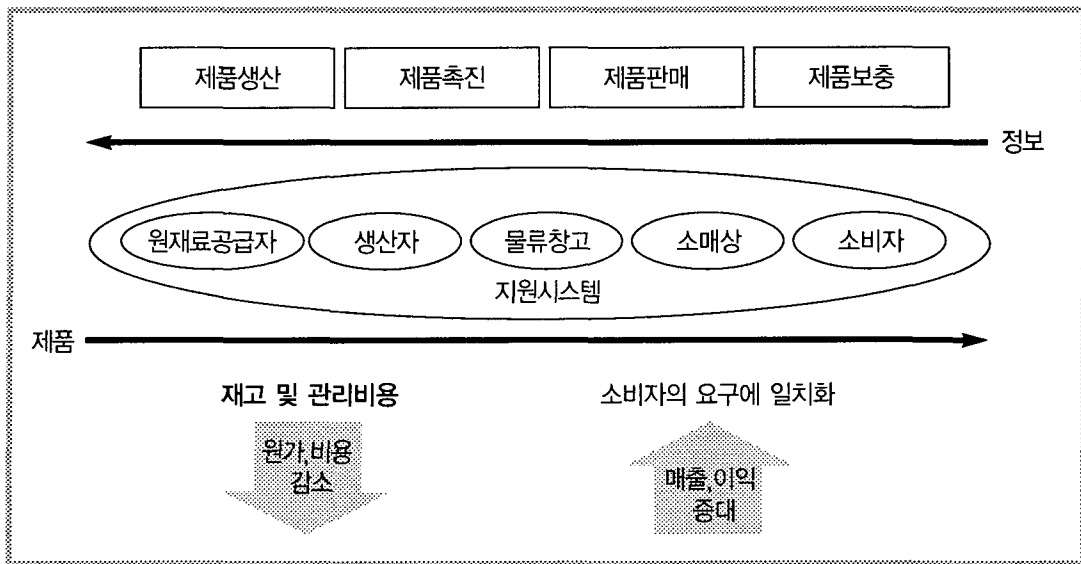 제품생산 제품촉진 제품판매 제품보충
정보
원재료공급자 생산자 물류창고 소매상 소비자
지원시스템
제품
재고 및 관리비용 소비자의 요구에 일치화
원가,비용
감소
매출,이익
증대